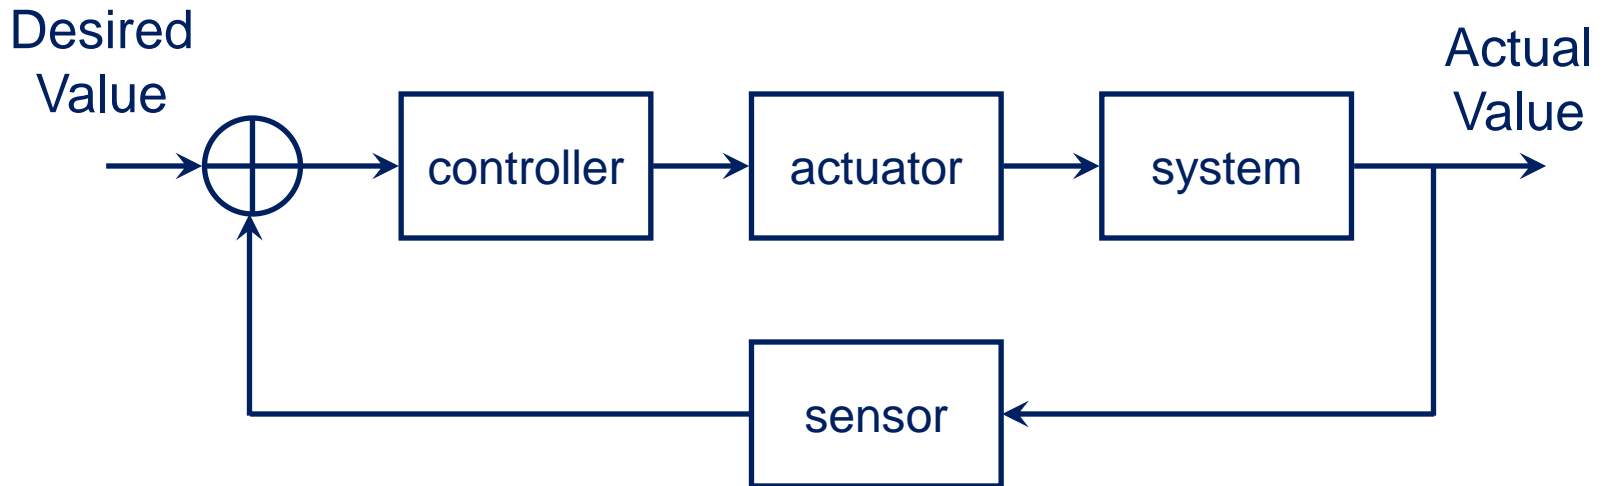 Desired
Value
Actual
Value
controller
actuator
system
sensor